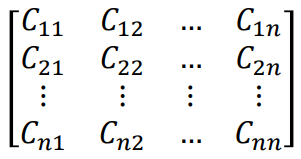 C₁₁ C₁₂ … C₁ₙ
C₂₁ C₂₂ … C₂ₙ
⋮ ⋮ ⋮ ⋮
Cₙ₁ Cₙ₂ … Cₙₙ